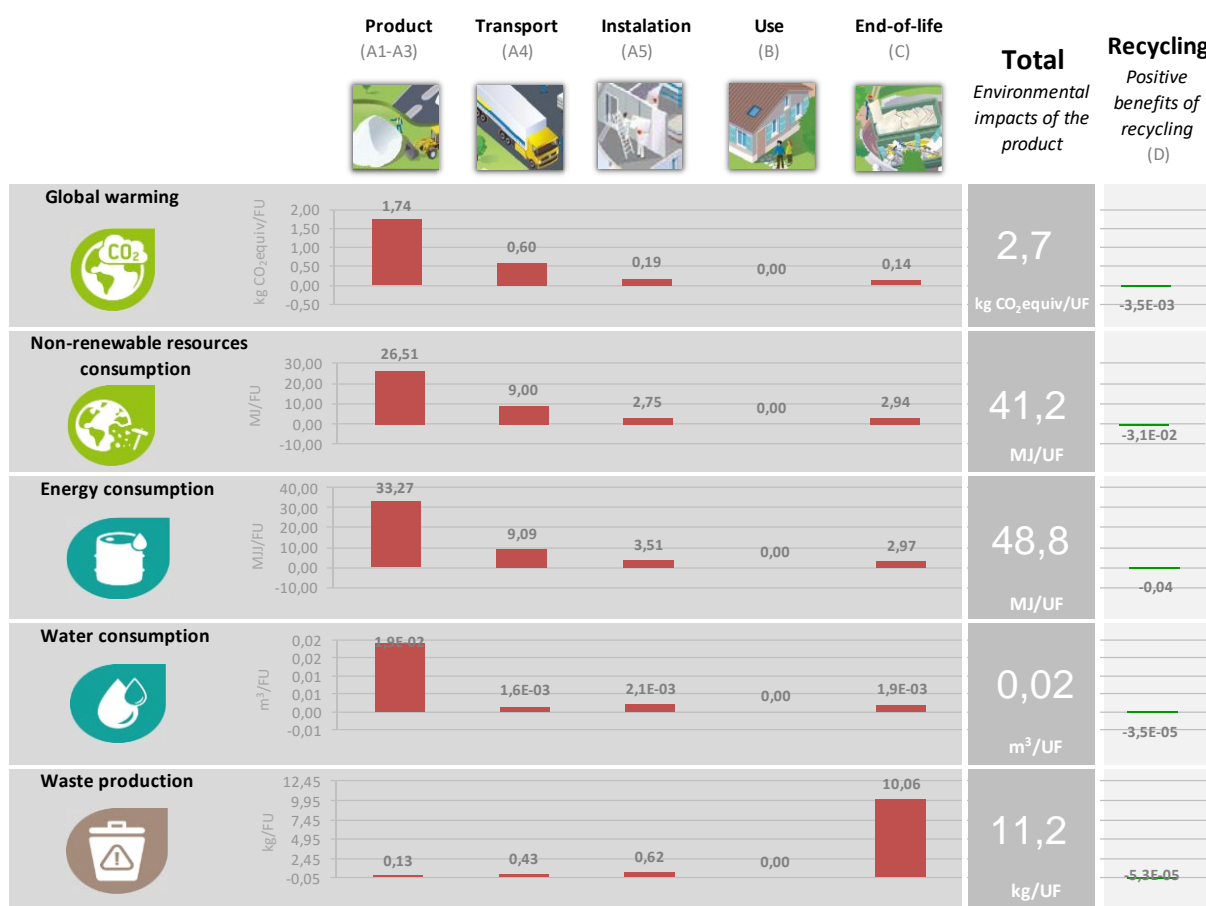 Product
(A1-A3)
Transport
(A4)
Instalation
(A5)
Use
(B)
End-of-life
(C)
Total
Environmental
impacts of the
product
Recycling
Positive
benefits of
recycling
(D)
Global warming
CO₂
kg CO₂equiv/FU
2,00
1,50
1,00
0,50
0,00
-0,50
1,74
0,60
0,19
0,00
0,14
2,7
kg CO₂equiv/UF
-3,5E-03
Non-renewable resources
consumption
MJ/FU
30,00
20,00
10,00
0,00
-10,00
26,51
9,00
2,75
0,00
2,94
41,2
MJ/UF
-3,1E-02
Energy consumption
MJJ/FU
40,00
30,00
20,00
10,00
0,00
-10,00
33,27
9,09
3,51
0,00
2,97
48,8
MJ/UF
-0,04
Water consumption
m³/FU
0,02
0,02
0,01
0,01
0,00
-0,01
1,9E-02
1,6E-03
2,1E-03
0,00
1,9E-03
0,02
m³/UF
-3,5E-05
Waste production
kg/FU
12,45
9,95
7,45
4,95
2,45
-0,05
0,13
0,43
0,62
0,00
10,06
11,2
kg/UF
-5,3E-05